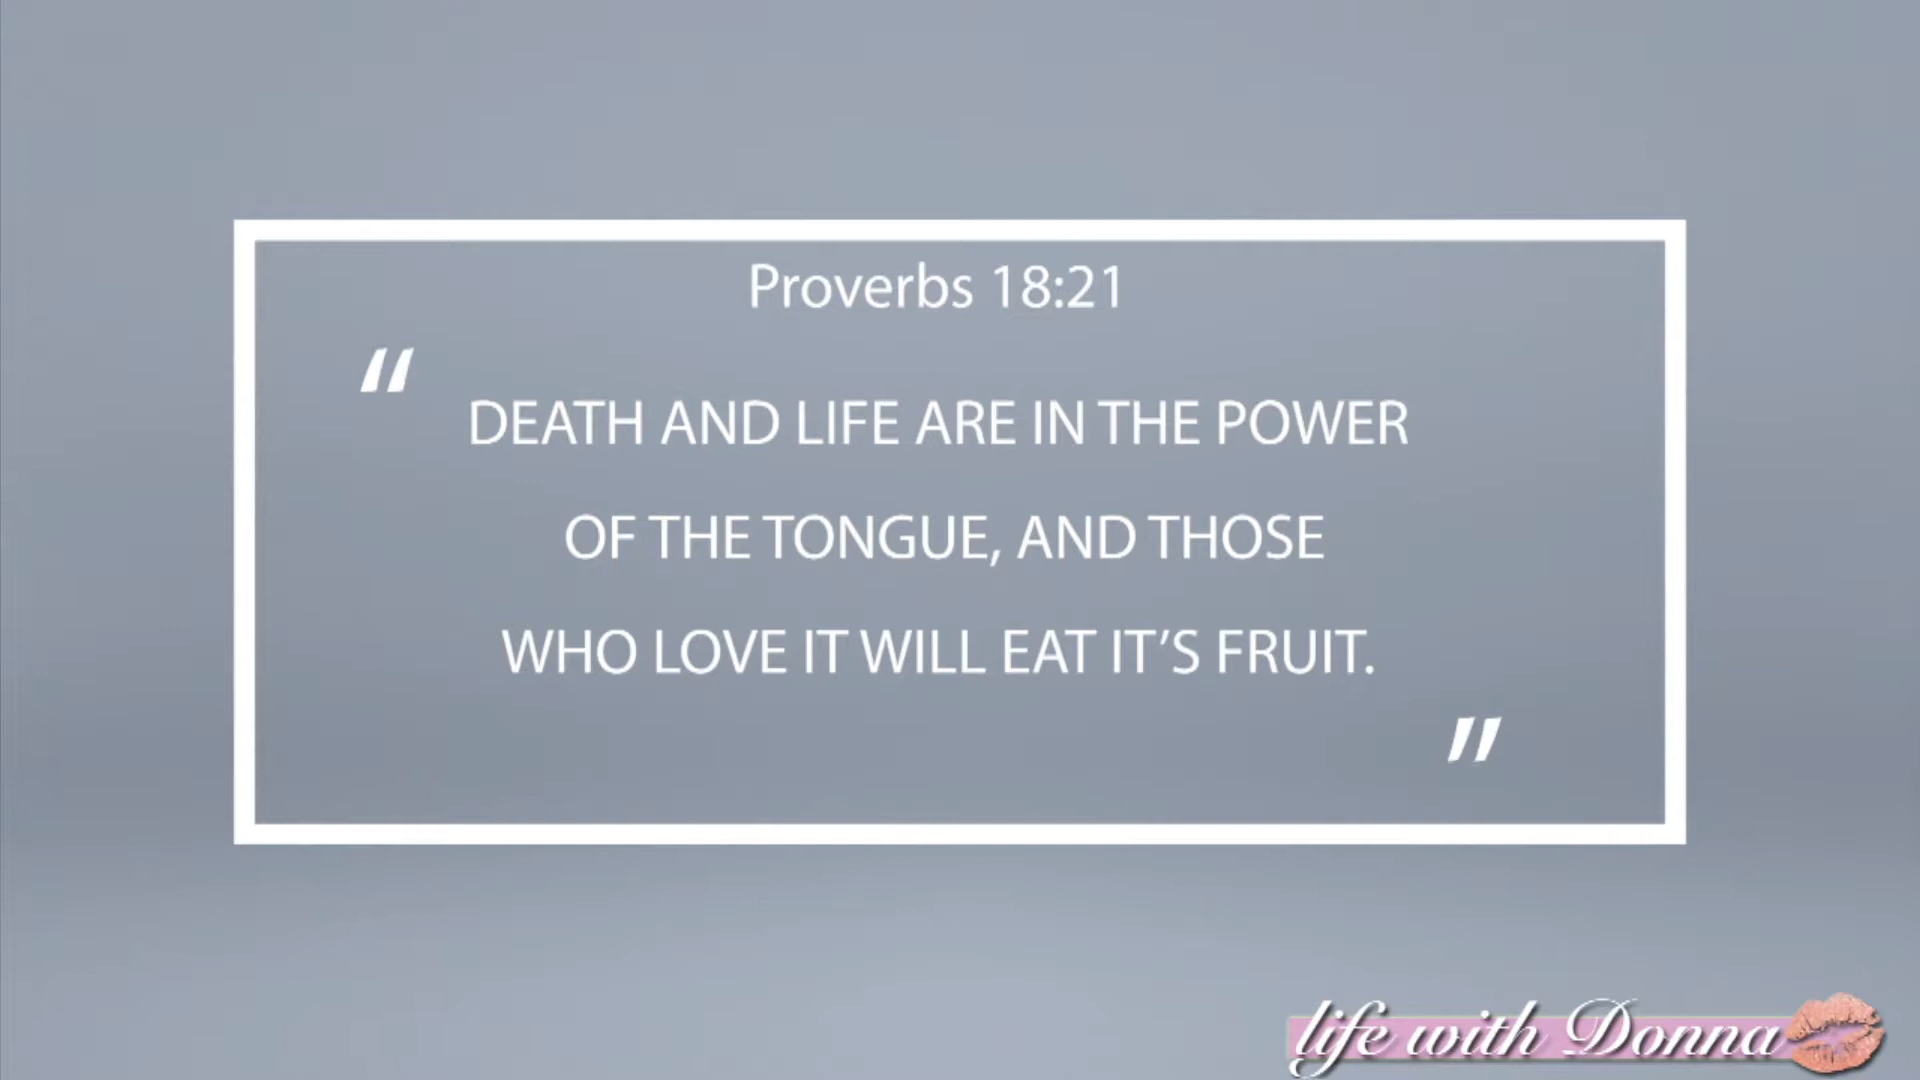 Proverbs 18:21
“
DEATH AND LIFE ARE IN THE POWER
OF THE TONGUE, AND THOSE
WHO LOVE IT WILL EAT IT’S FRUIT.
”
life with Donna